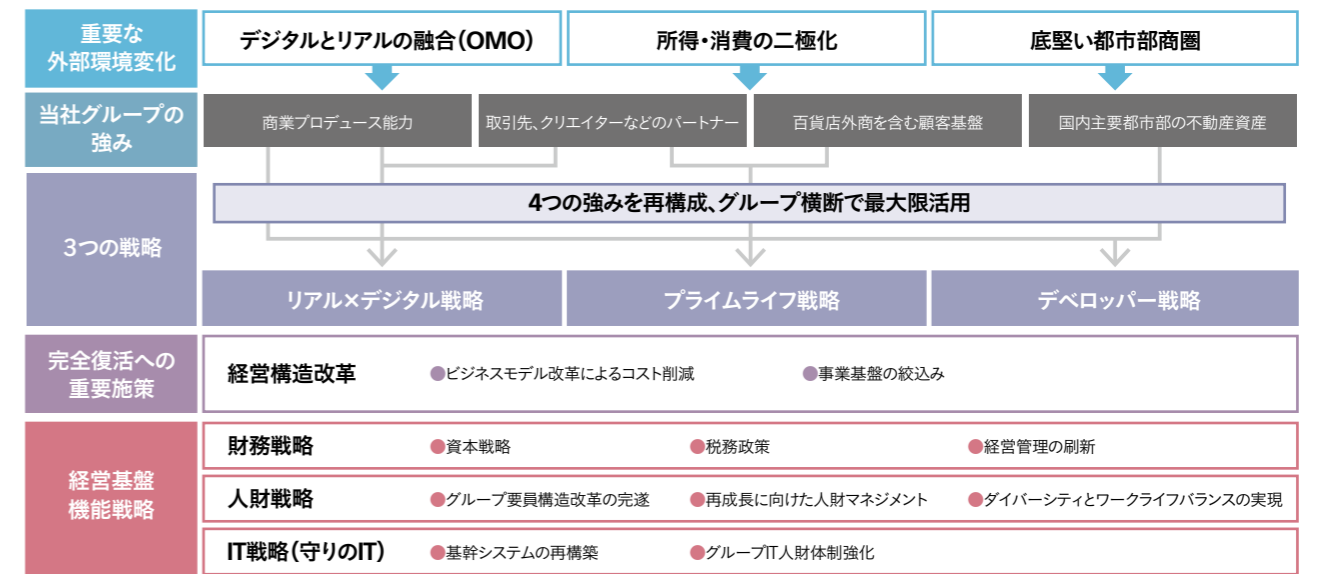 重要な
外部環境変化
デジタルとリアルの融合(OMO)
所得・消費の二極化
底堅い都市部商圏
当社グループの
強み
商業プロデュース能力
取引先、クリエイターなどのパートナー
百貨店外商を含む顧客基盤
国内主要都市部の不動産資産
3つの戦略
4つの強みを再構成、グループ横断で最大限活用
リアル×デジタル戦略
プライムライフ戦略
デベロッパー戦略
完全復活への
重要施策
経営構造改革
●ビジネスモデル改革によるコスト削減
●事業基盤の絞込み
経営基盤
機能戦略
財務戦略
●資本戦略
●税務政策
●経営管理の刷新
人財戦略
●グループ要員構造改革の完遂
●再成長に向けた人財マネジメント
●ダイバーシティとワークライフバランスの実現
IT戦略(守りのIT)
●基幹システムの再構築
●グループIT人財体制強化